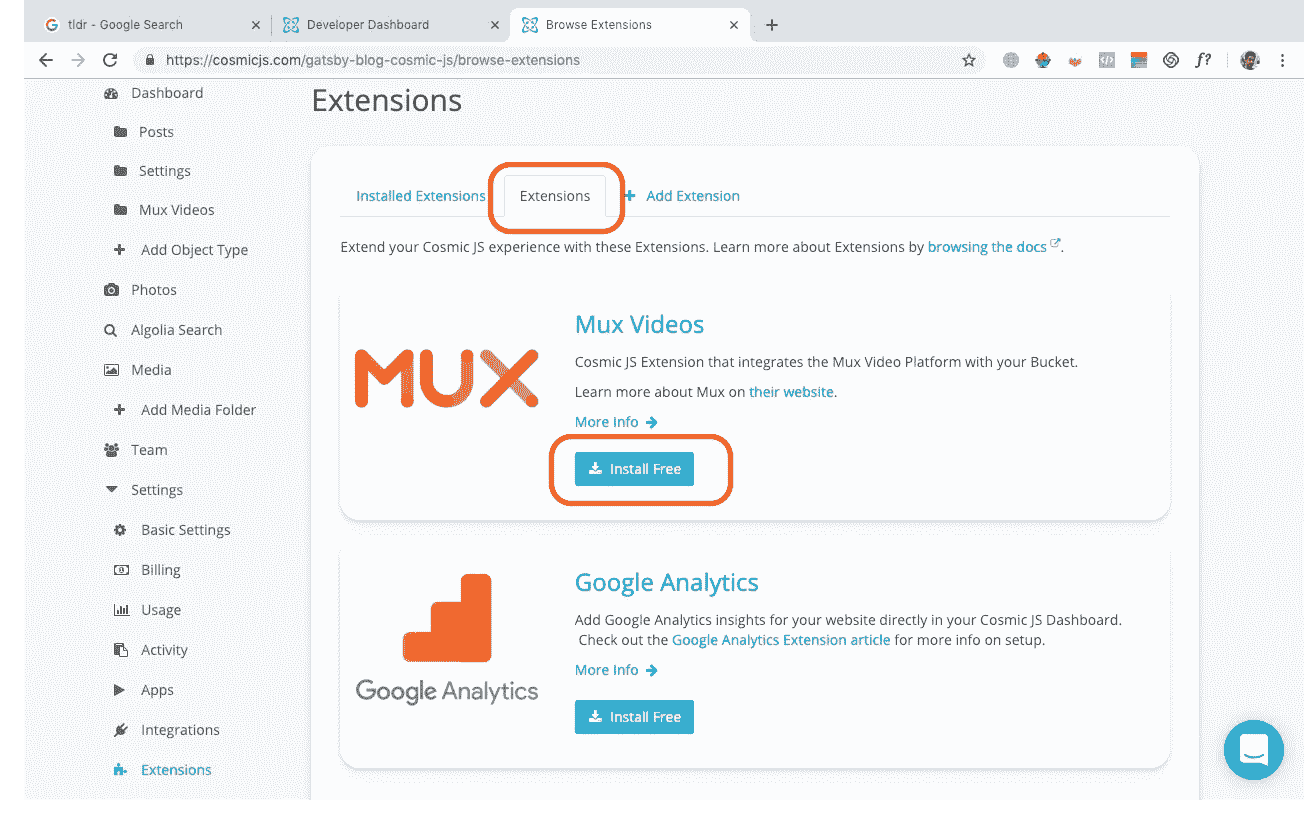 tldr - Google Search
Developer Dashboard
Browse Extensions
https://cosmicjs.com/gatsby-blog-cosmic-js/browse-extensions
f?
Dashboard
Posts
Settings
Mux Videos
Add Object Type
Photos
Algolia Search
Media
Add Media Folder
Team
Settings
Basic Settings
Billing
Usage
Activity
Apps
Integrations
Extensions
Extensions
Installed Extensions
Extensions
Add Extension
Extend your Cosmic JS experience with these Extensions. Learn more about Extensions by browsing the docs.
MUX
Mux Videos
Cosmic JS Extension that integrates the Mux Video Platform with your Bucket.
Learn more about Mux on their website.
More Info
Install Free
Google Analytics
Google Analytics
Add Google Analytics insights for your website directly in your Cosmic JS Dashboard.
Check out the Google Analytics Extension article for more info on setup.
More Info
Install Free